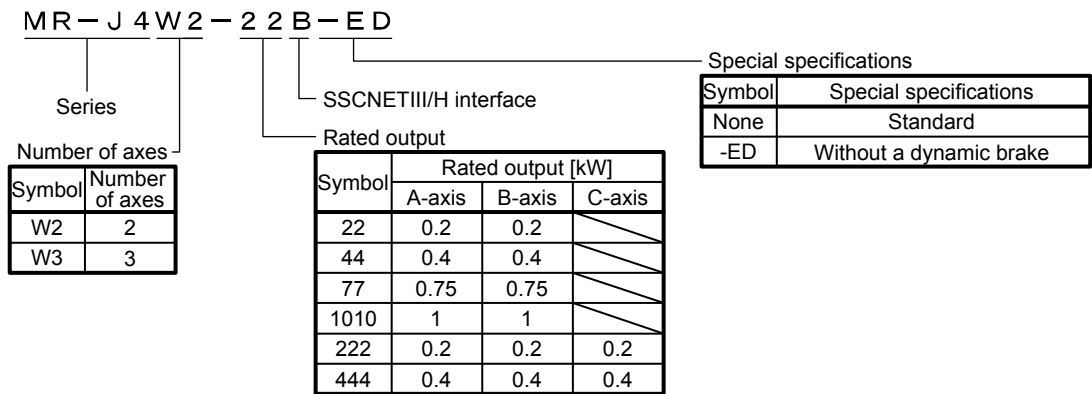 MR-J4W2-22B-ED
Special specifications
Symbol Special specifications
None Standard
-ED Without a dynamic brake
SSCNETIII/H interface
Series
Rated output
Symbol Rated output [kW]
A-axis B-axis C-axis
22 0.2 0.2
44 0.4 0.4
77 0.75 0.75
1010 1 1
222 0.2 0.2 0.2
444 0.4 0.4 0.4
Number of axes
Symbol Number of axes
W2 2
W3 3